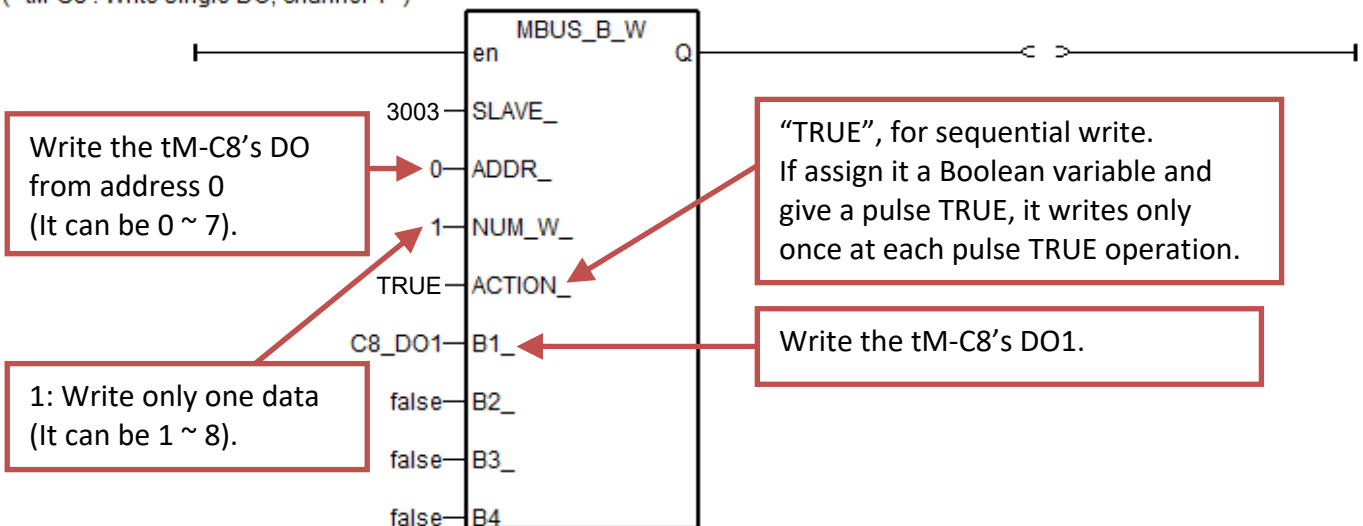 MBUS_B_W
en Q
3003 SLAVE_
Write the tM-C8’s DO
from address 0
(It can be 0 ~ 7).
0 ADDR_
“TRUE”, for sequential write.
If assign it a Boolean variable and
give a pulse TRUE, it writes only
once at each pulse TRUE operation.
1 NUM_W_
TRUE ACTION_
C8_DO1 B1_
Write the tM-C8’s DO1.
1: Write only one data
(It can be 1 ~ 8).
false B2_
false B3_
false B4